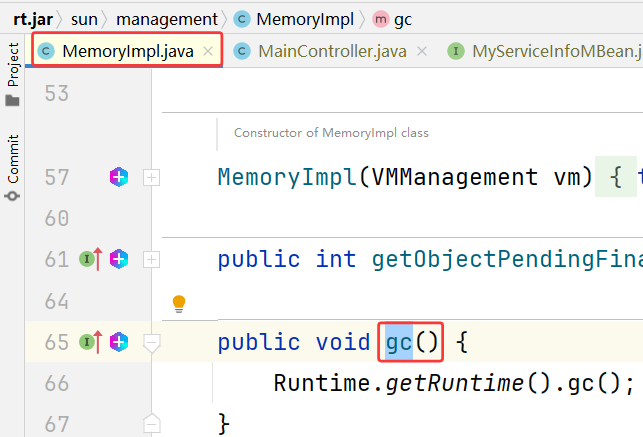 rt.jar sun management MemoryImpl gc
MemoryImpl.java MainController.java MyServiceInfoMBean.j
Project
Commit
53
Constructor of MemoryImpl class
57 MemoryImpl(VMManagement vm) { t
60
61 public int getObjectPendingFina
64
65 public void gc() {
66 Runtime.getRuntime().gc();
67 }